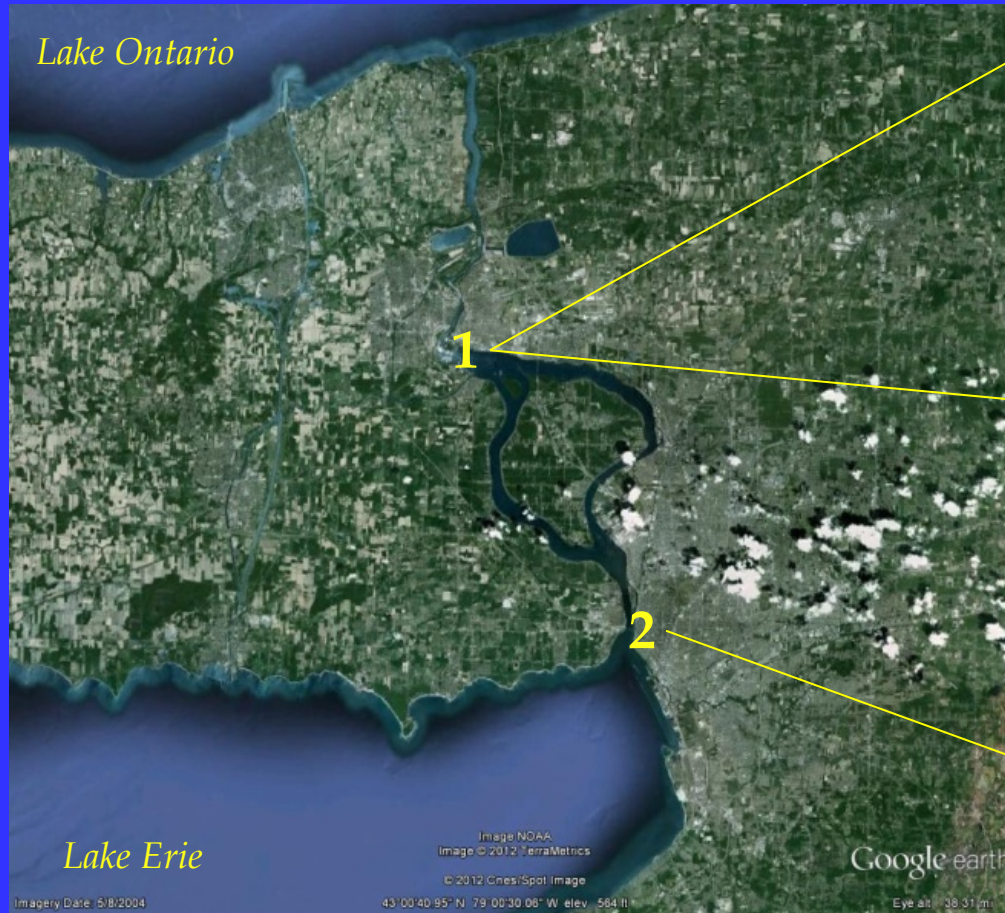 Lake Ontario
1
2
Lake Erie
Image NOAA
Image © 2012 TerraMetrics
© 2012 Cnes/Spot Image
Google earth
Imagery Date: 5/8/2004
43°00'40.95" N 79°00'30.06" W elev 564 ft
Eye alt 38.31 mi